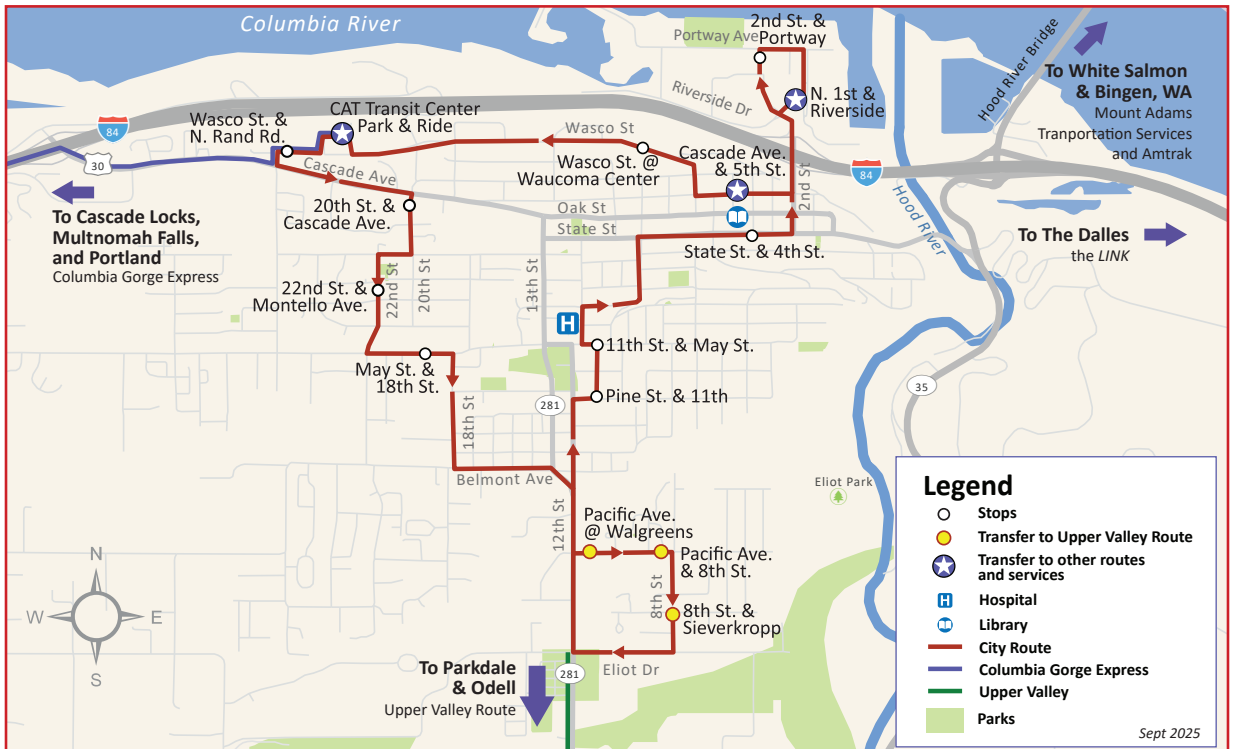 Columbia River
2nd St. &
Portway
Portway Ave
Hood River Bridge
To White Salmon
& Bingen, WA
Mount Adams
Tranportation Services
and Amtrak
Riverside Dr
N. 1st &
Riverside
CAT Transit Center
Park & Ride
Wasco St. &
N. Rand Rd.
84
30
Wasco St
Wasco St. @
Waucoma Center
Cascade Ave.
& 5th St.
84
2nd St
Hood River
Cascade Ave
To Cascade Locks,
Multnomah Falls,
and Portland
Columbia Gorge Express
20th St. &
Cascade Ave.
Oak St
State St
State St. & 4th St.
To The Dalles
the LINK
22nd St. &
Montello Ave.
22nd St
20th St
13th St
H
11th St. & May St.
May St. &
18th St.
35
281
Pine St. & 11th
18th St
Belmont Ave
Eliot Park
12th St
Pacific Ave.
@ Walgreens
Pacific Ave.
& 8th St.
8th St
8th St. &
Sieverkropp
N
W
E
S
To Parkdale
& Odell
Upper Valley Route
281
Eliot Dr
Legend
Stops
Transfer to Upper Valley Route
Transfer to other routes
and services
H
Hospital
Library
City Route
Columbia Gorge Express
Upper Valley
Parks
Sept 2025